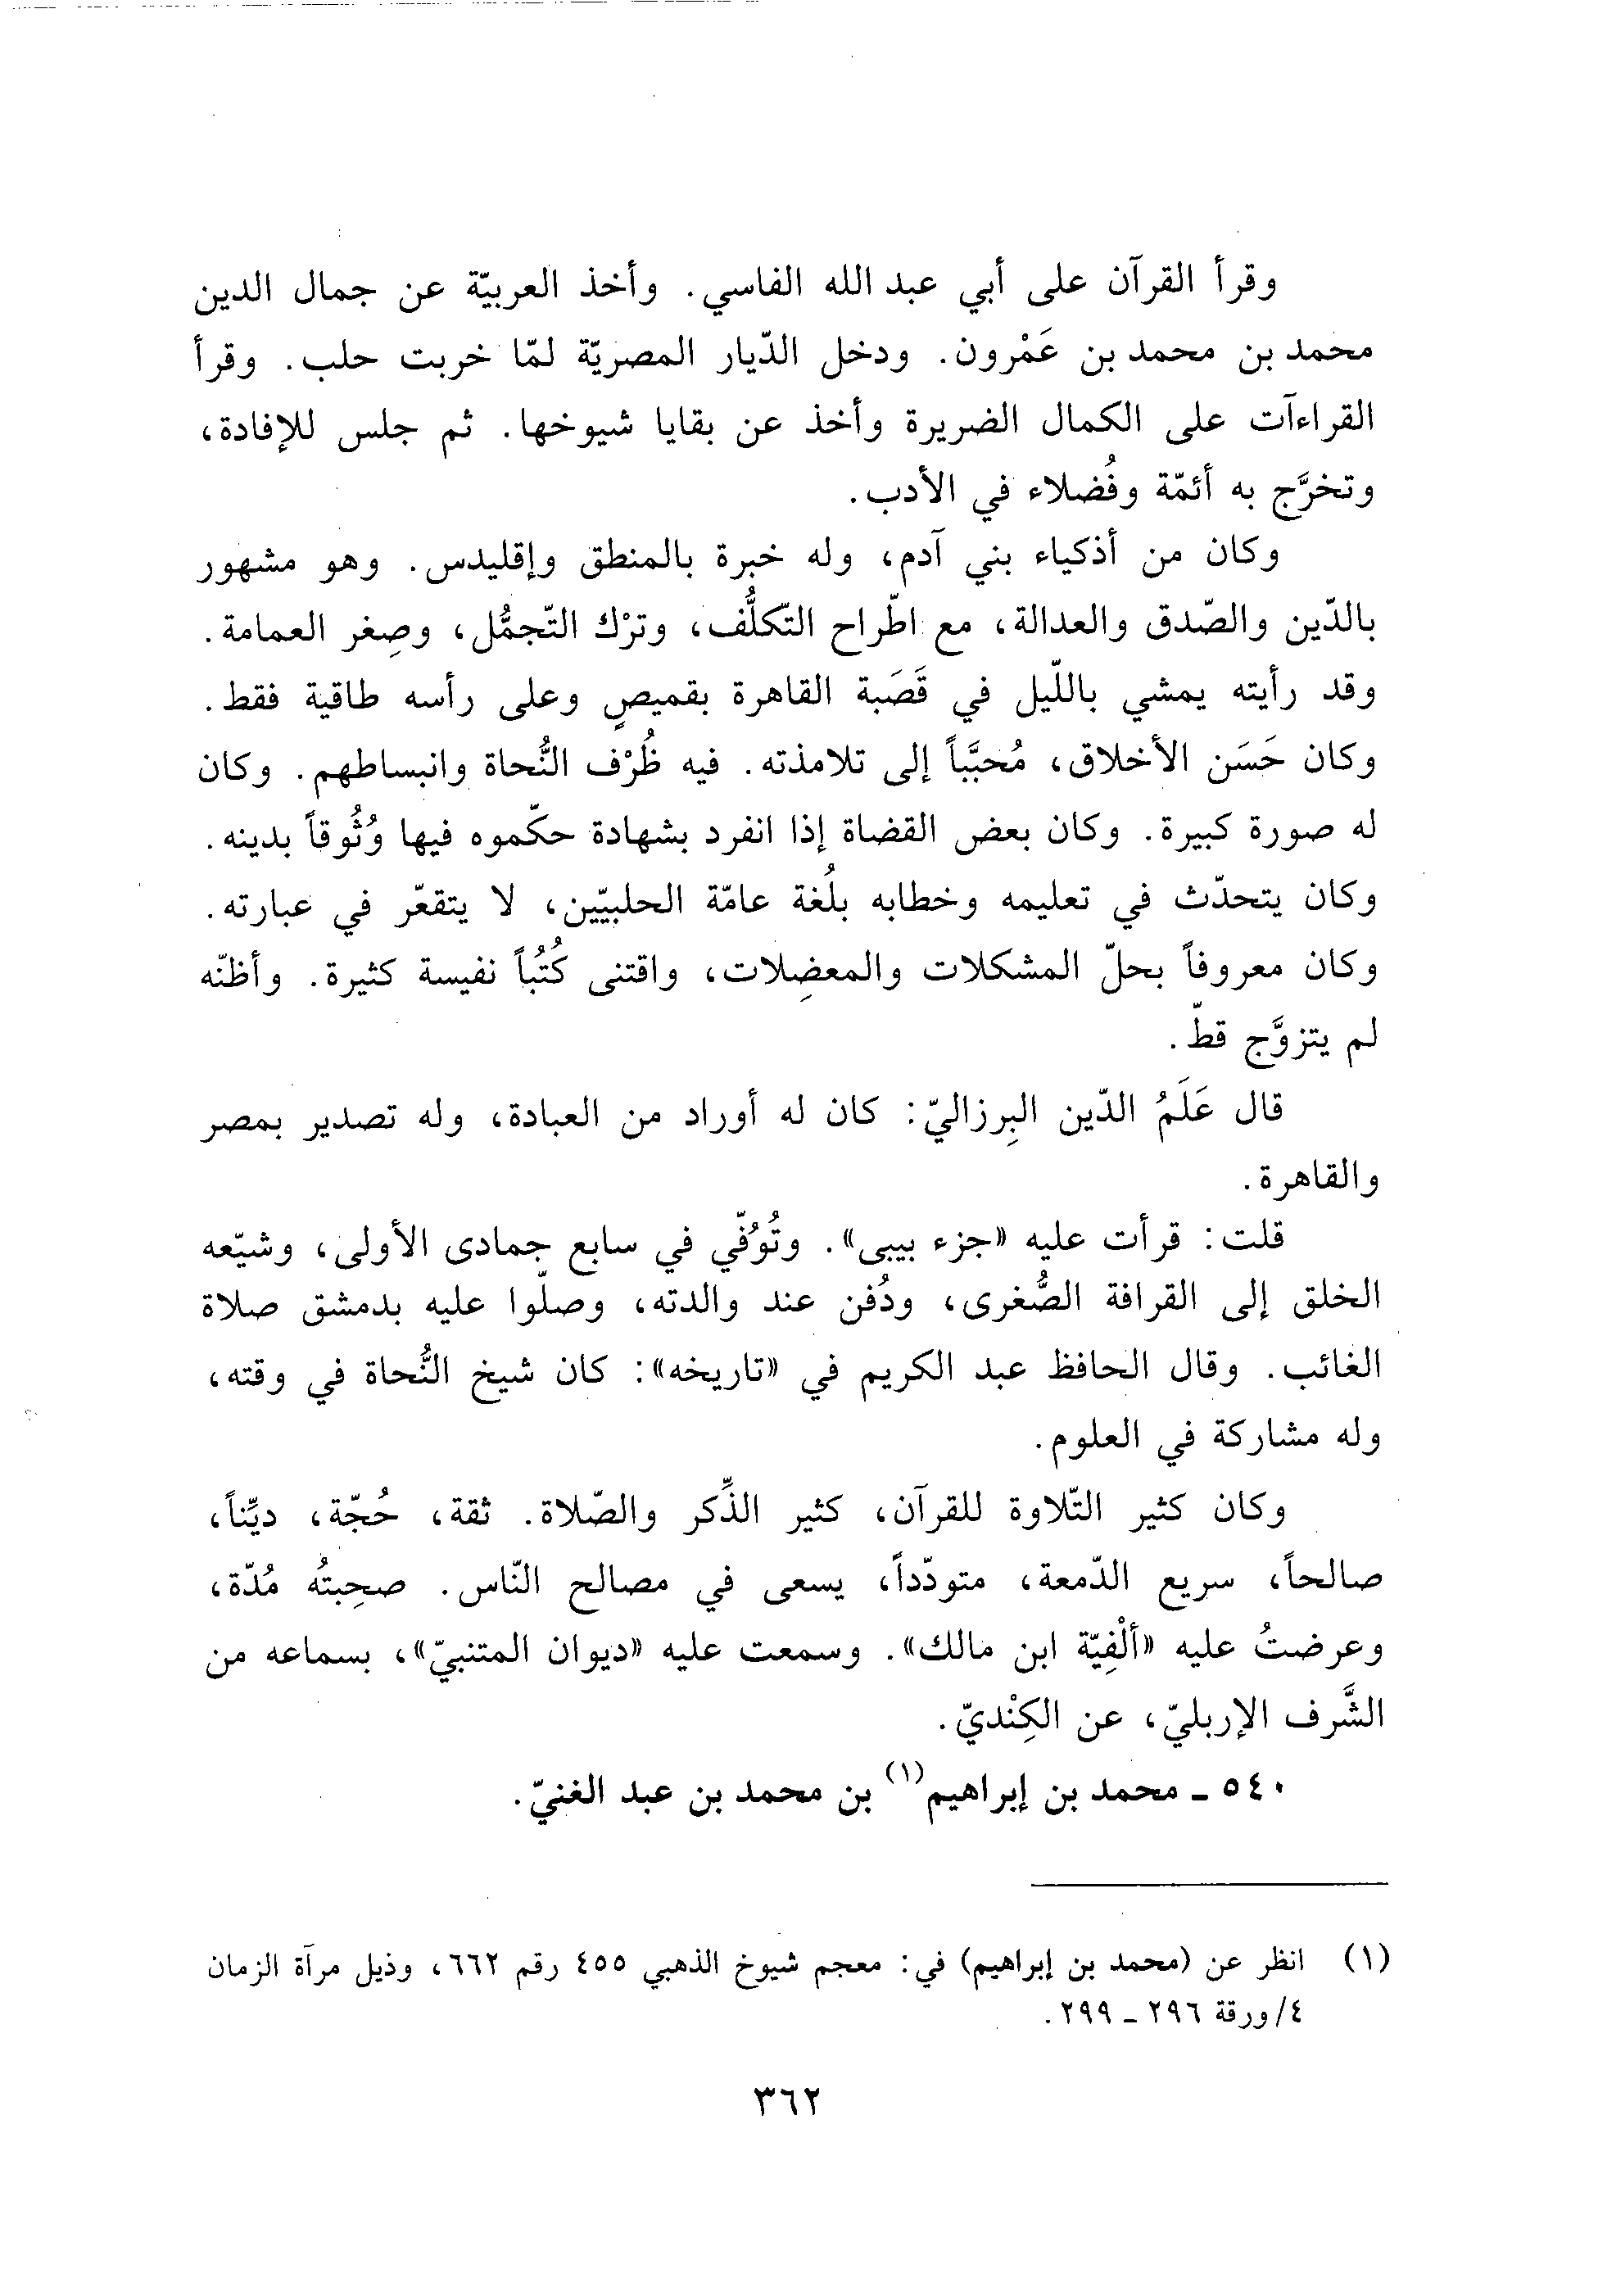 وقرأ القرآن على أبي عبد الله الفاسي. وأخذ العربيّة عن جمال الدين
محمد بن محمد بن عَمْرون. ودخل الدّيار المصريّة لمّا خربت حلب. وقرأ
القراءآت على الكمال الضريرة وأخذ عن بقايا شيوخها. ثم جلس للإفادة،
وتخرَّج به أئمّة وفُضلاء في الأدب.
وكان من أذكياء بني آدم، وله خبرة بالمنطق وإقليدس. وهو مشهور
بالدّين والصّدق والعدالة، مع اطّراح التّكلُّف، وترْك التّجمُّل، وصِغر العمامة.
وقد رأيته يمشي باللّيل في قَصَبة القاهرة بقميصٍ وعلى رأسه طاقية فقط.
وكان حَسَن الأخلاق، مُحبَّباً إلى تلامذته. فيه ظُرْف النُّحاة وانبساطهم. وكان
له صورة كبيرة. وكان بعض القضاة إذا انفرد بشهادة حكّموه فيها وُثُوقاً بدينه.
وكان يتحدّث في تعليمه وخطابه بلُغة عامّة الحلبيّين، لا يتقعّر في عبارته.
وكان معروفاً بحلّ المشكلات والمعضِلات، واقتنى كُتُباً نفيسة كثيرة. وأظنّه
لم يتزوَّج قطّ.
قال عَلَمُ الدّين البِرزاليّ: كان له أوراد من العبادة، وله تصدير بمصر
والقاهرة.
قلت: قرأت عليه «جزء بيبى». وتُوُفّي في سابع جمادى الأولى، وشيّعه
الخلق إلى القرافة الصُّغرى، ودُفن عند والدته، وصلّوا عليه بدمشق صلاة
الغائب. وقال الحافظ عبد الكريم في «تاريخه»: كان شيخ النُّحاة في وقته،
وله مشاركة في العلوم.
وكان كثير التّلاوة للقرآن، كثير الذِّكر والصّلاة. ثقة، حُجّة، ديِّناً،
صالحاً، سريع الدّمعة، متودّداً، يسعى في مصالح النّاس. صحِبتُه مُدّة،
وعرضتُ عليه «ألْفِيّة ابن مالك». وسمعت عليه «ديوان المتنبيّ»، بسماعه من
الشَّرف الإربليّ، عن الكِنْديّ.
٥٤٠ ـ محمد بن إبراهيم(١) بن محمد بن عبد الغنيّ.
(١) انظر عن (محمد بن إبراهيم) في: معجم شيوخ الذهبي ٤٥٥ رقم ٦٦٢، وذيل مرآة الزمان
٤/ورقة ٢٩٦ ـ ٢٩٩.
٣٦٢